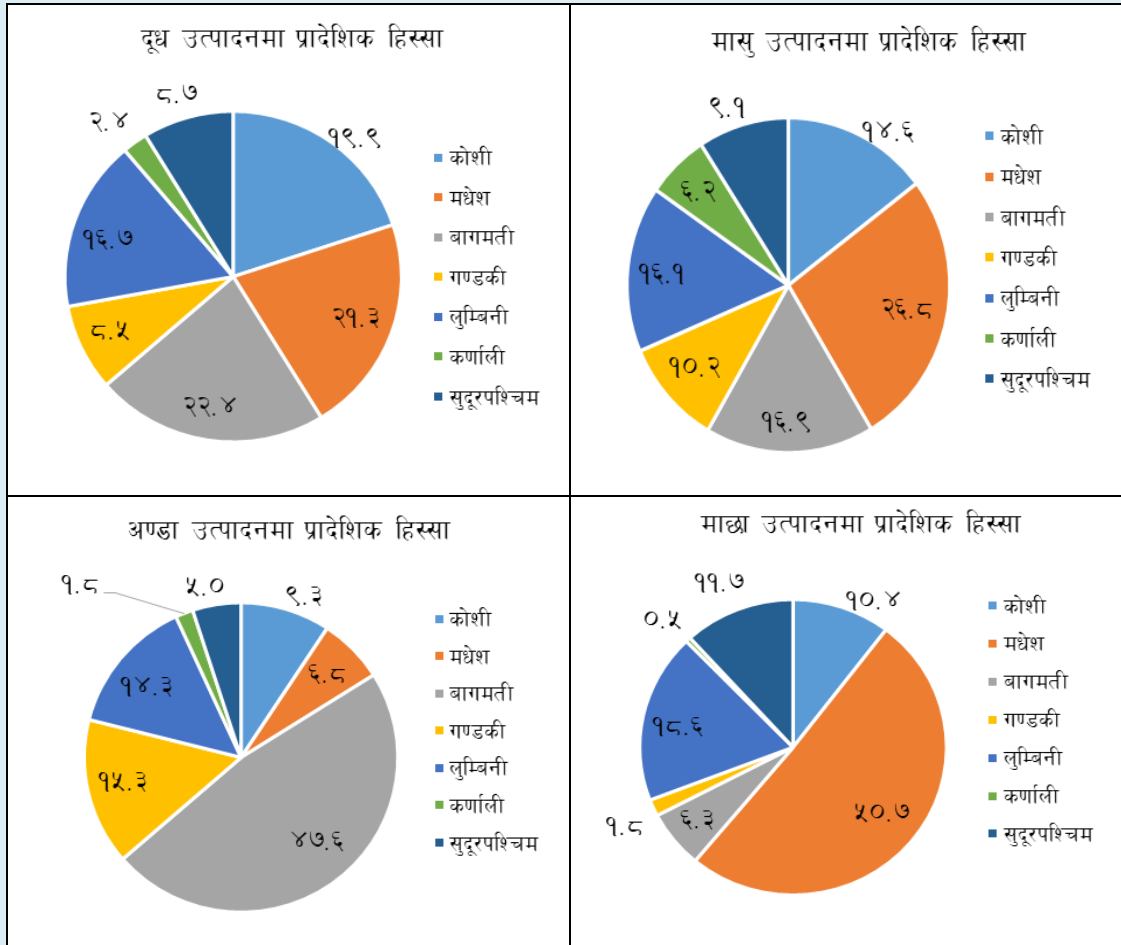 दूध उत्पादनमा प्रादेशिक हिस्सा
१९.९
२१.३
२२.४
८.५
१६.७
२.४
८.७
कोशी
मधेश
बागमती
गण्डकी
लुम्बिनी
कर्णाली
सुदूरपश्चिम
मासु उत्पादनमा प्रादेशिक हिस्सा
१४.६
२६.८
१६.९
१०.२
१६.१
६.२
९.१
कोशी
मधेश
बागमती
गण्डकी
लुम्बिनी
कर्णाली
सुदूरपश्चिम
अण्डा उत्पादनमा प्रादेशिक हिस्सा
९.३
६.८
४७.६
१५.३
१४.३
१.८
५.०
कोशी
मधेश
बागमती
गण्डकी
लुम्बिनी
कर्णाली
सुदूरपश्चिम
माछा उत्पादनमा प्रादेशिक हिस्सा
१०.४
५०.७
६.३
१.८
१८.६
०.५
११.७
कोशी
मधेश
बागमती
गण्डकी
लुम्बिनी
कर्णाली
सुदूरपश्चिम